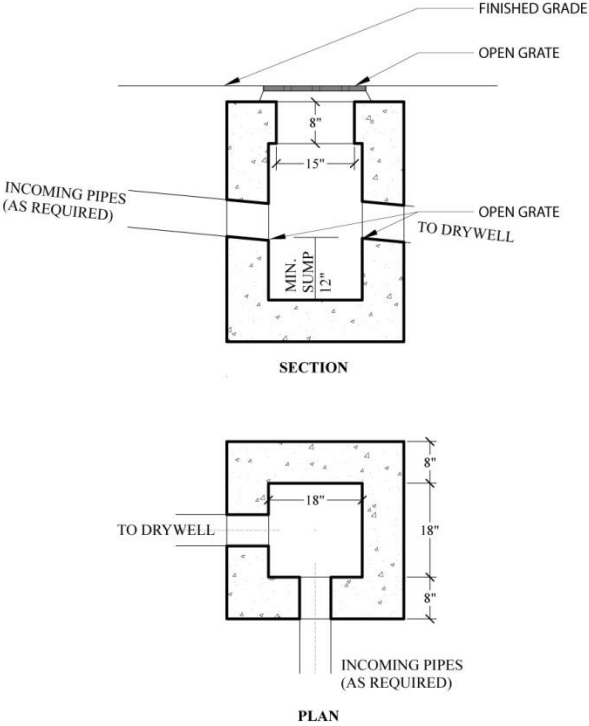 FINISHED GRADE
OPEN GRATE
8"
15"
INCOMING PIPES
(AS REQUIRED)
OPEN GRATE
TO DRYWELL
MIN.
SUMP
12"
SECTION
8"
18"
TO DRYWELL
18"
8"
INCOMING PIPES
(AS REQUIRED)
PLAN